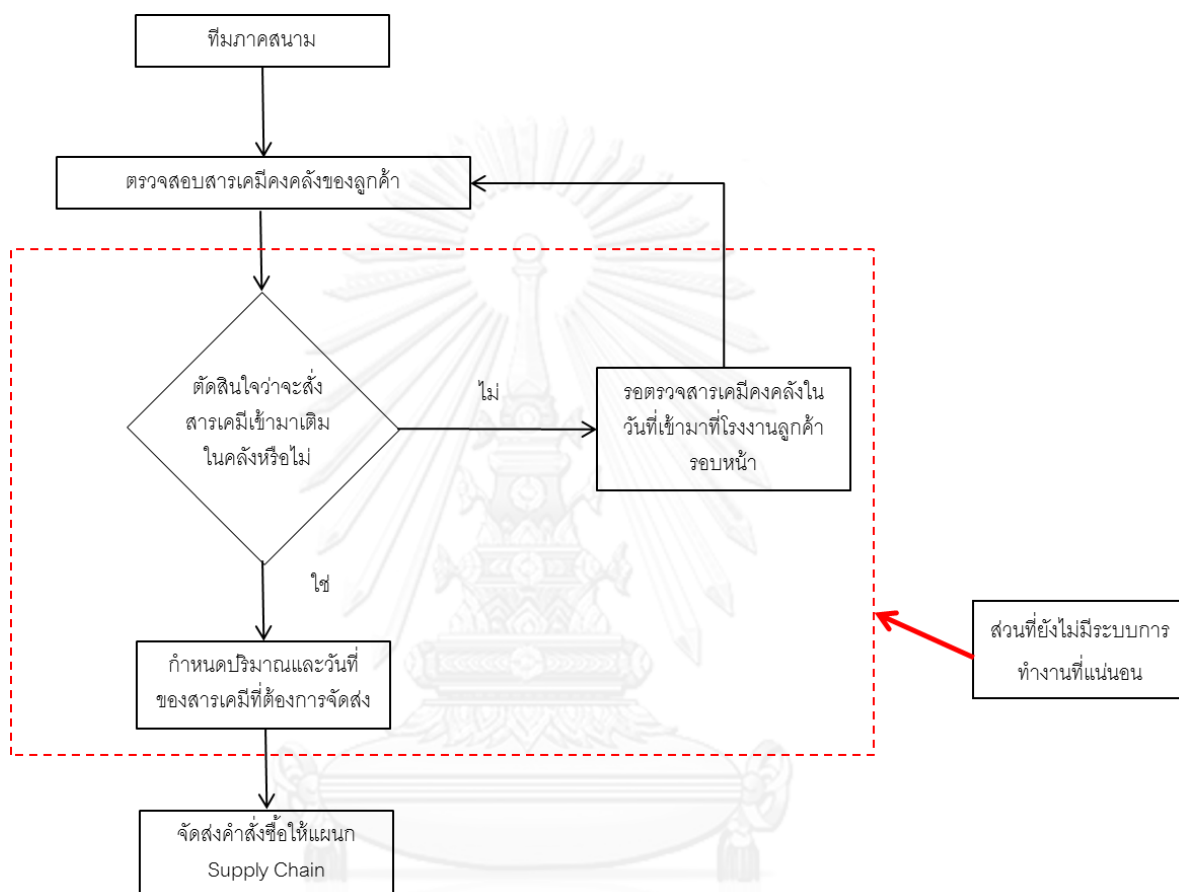 ทีมภาคสนาม
ตรวจสอบสารเคมีคงคลังของลูกค้า
ตัดสินใจว่าจะสั่ง
สารเคมีเข้ามาเติม
ในคลังหรือไม่
ไม่
รอตรวจสารเคมีคงคลังใน
วันที่เข้ามาที่โรงงานลูกค้า
รอบหน้า
ใช่
กำหนดปริมาณและวันที่
ของสารเคมีที่ต้องการจัดส่ง
ส่วนที่ยังไม่มีระบบการ
ทำงานที่แน่นอน
จัดส่งคำสั่งซื้อให้แผนก
Supply Chain